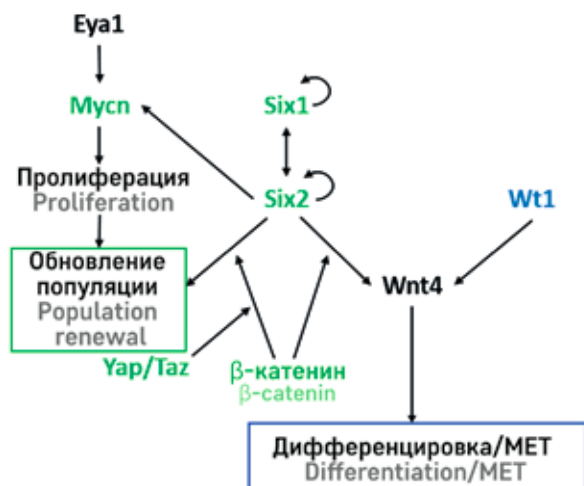 Eya1
Mycn
Six1
Пролиферация
Proliferation
Six2
Wt1
Обновление
популяции
Population
renewal
Wnt4
Yap/Taz
β-катенин
β-catenin
Дифференцировка/МЕТ
Differentiation/MET